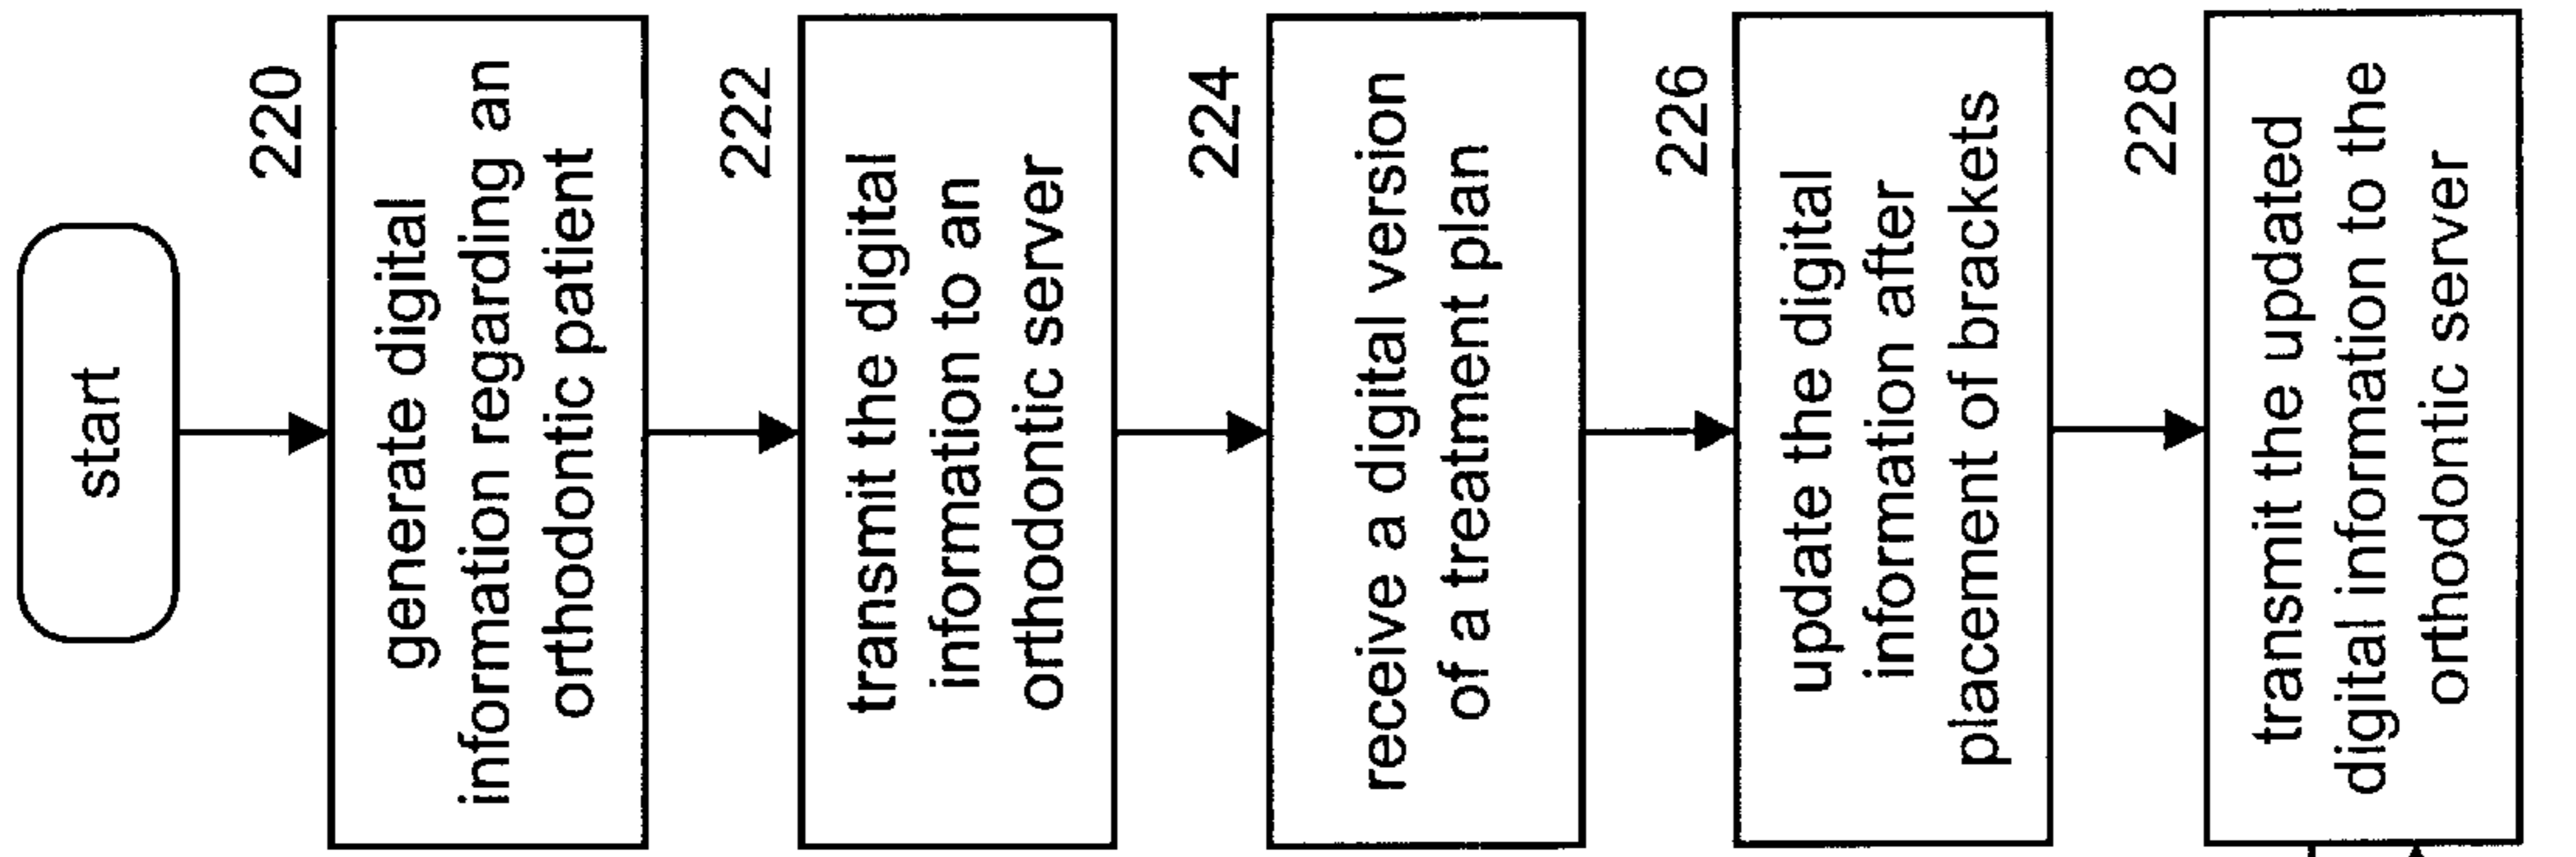 start
220
generate digital
information regarding an
orthodontic patient
222
transmit the digital
information to an
orthodontic server
224
receive a digital version
of a treatment plan
226
update the digital
information after
placement of brackets
228
transmit the updated
digital information to the
orthodontic server